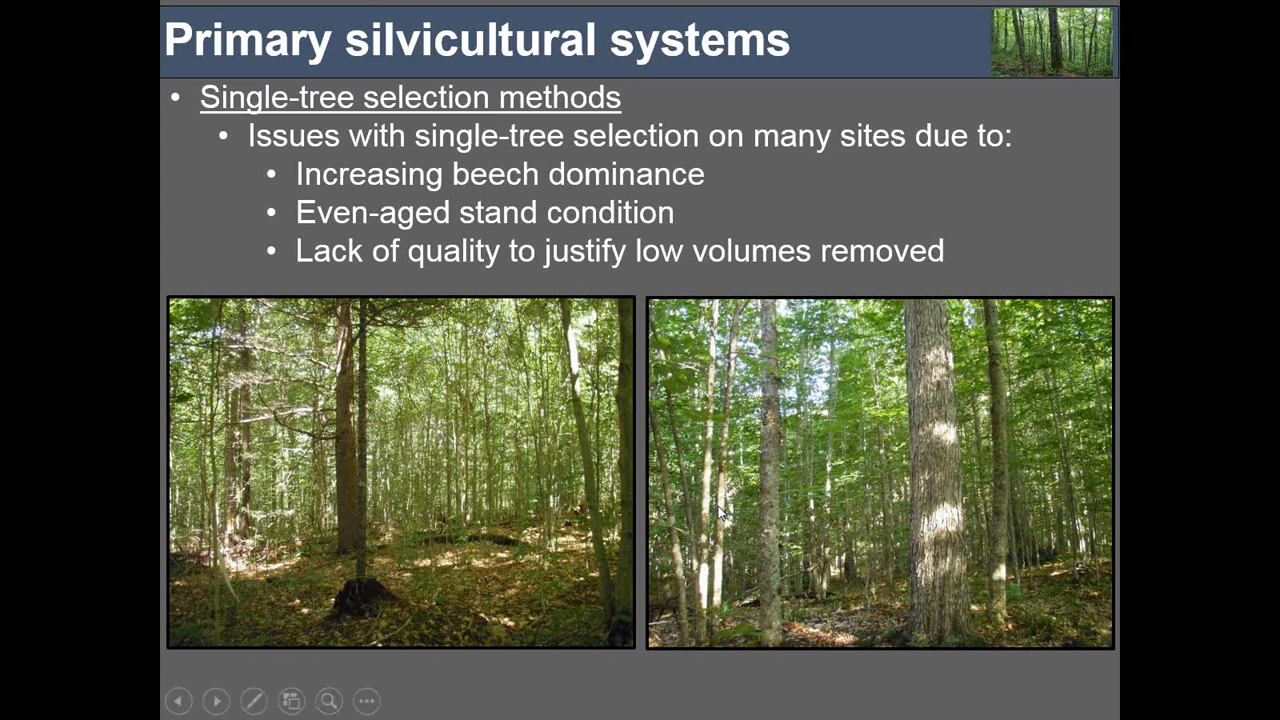 Primary silvicultural systems
• Single-tree selection methods
• Issues with single-tree selection on many sites due to:
• Increasing beech dominance
• Even-aged stand condition
• Lack of quality to justify low volumes removed